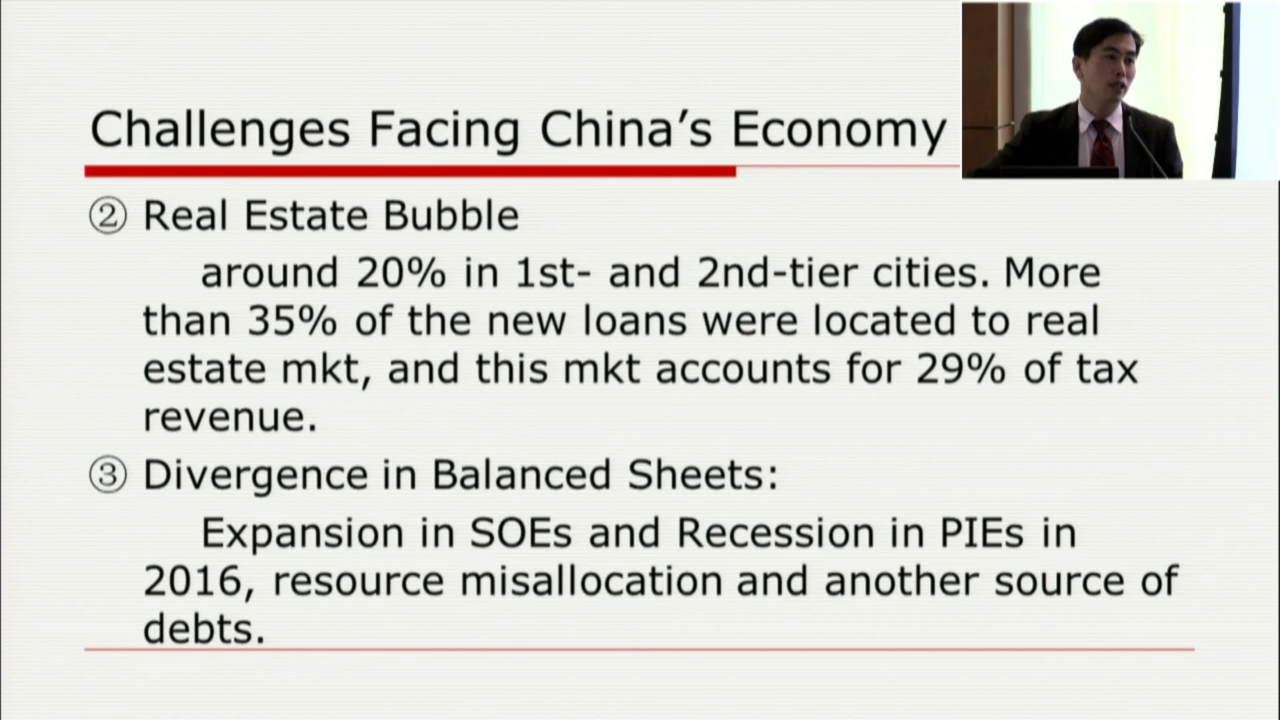 Challenges Facing China’s Economy
② Real Estate Bubble
around 20% in 1st- and 2nd-tier cities. More
than 35% of the new loans were located to real
estate mkt, and this mkt accounts for 29% of tax
revenue.
③ Divergence in Balanced Sheets:
Expansion in SOEs and Recession in PIEs in
2016, resource misallocation and another source of
debts.